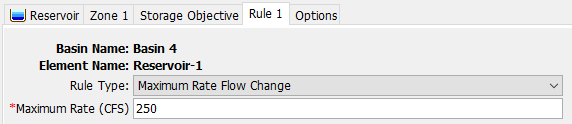 Reservoir Zone 1 Storage Objective Rule 1 Options
Basin Name: Basin 4
Element Name: Reservoir-1
Rule Type: Maximum Rate Flow Change
*Maximum Rate (CFS) 250